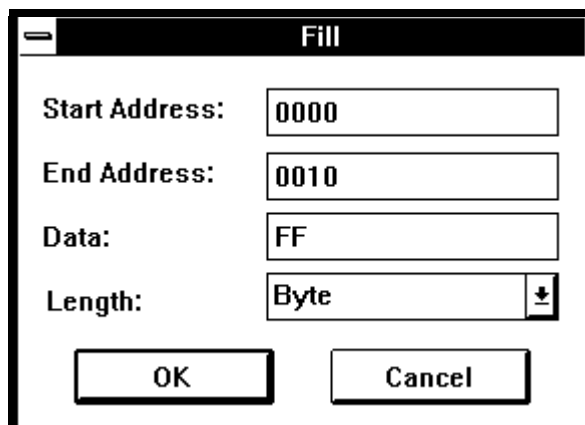 Fill
Start Address: 0000
End Address: 0010
Data: FF
Length: Byte
OK Cancel